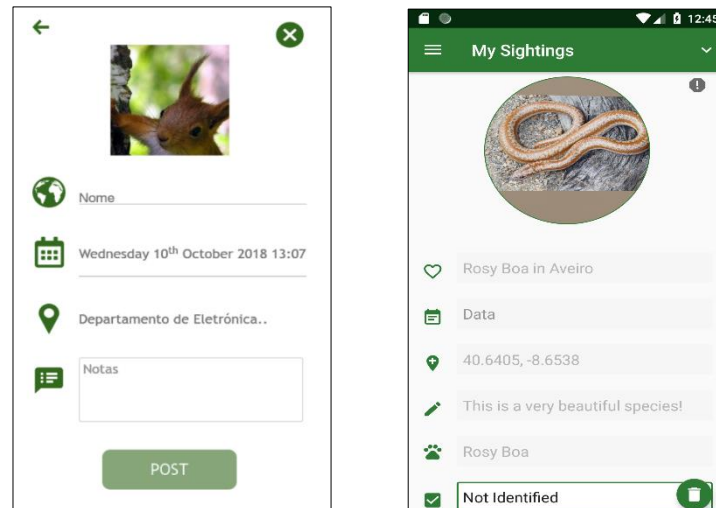 Nome
Wednesday 10th October 2018 13:07
Departamento de Eletrónica..
Notas
POST
12:45
My Sightings
Rosy Boa in Aveiro
Data
40.6405, -8.6538
This is a very beautiful species!
Rosy Boa
Not Identified